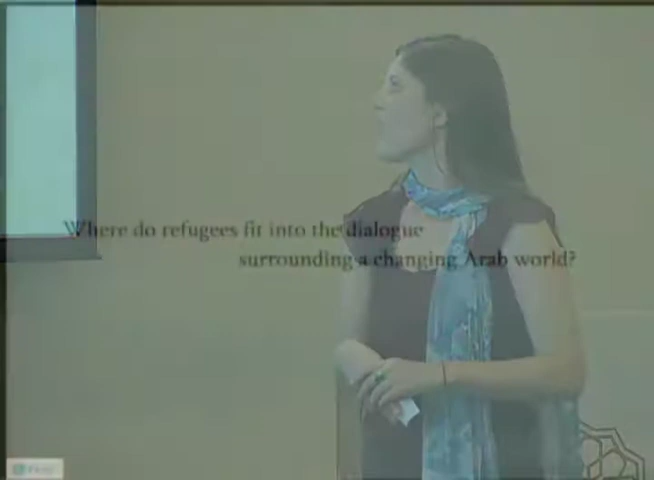 Where do refugees fit into the dialogue
surrounding a changing Arab world?